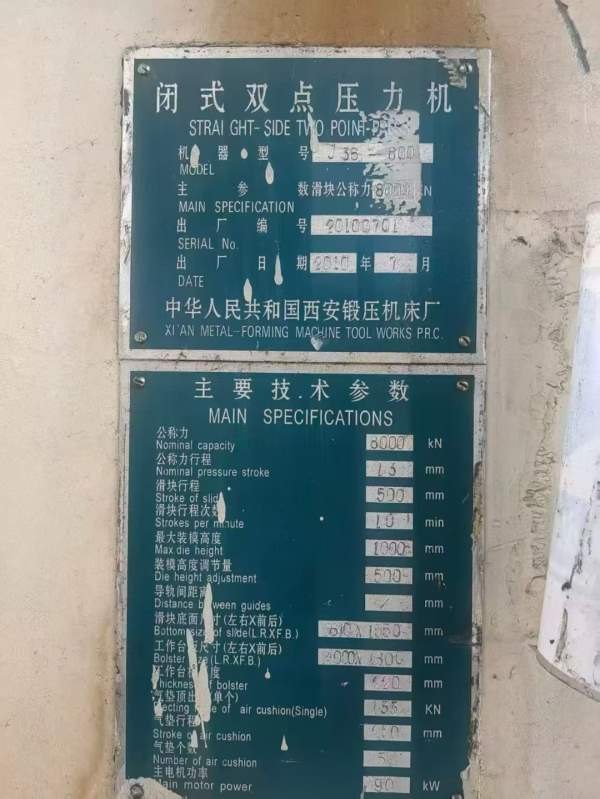 闭式双点压力机
STRAIGHT-SIDE TWO POINT
机器型号 J36-800
MODEL
主参数 滑块公称力 8000 KN
MAIN SPECIFICATION
出厂编号 2010C701
SERIAL No.
出厂日期 2010 年 7 月
DATE
中华人民共和国西安锻压机床厂
XI'AN METAL-FORMING MACHINE TOOL WORKS P.R.C.
主要技术参数
MAIN SPECIFICATIONS
公称力
Nominal capacity 8000 kN
公称力行程
Nominal pressure stroke 13 mm
滑块行程
Stroke of slide 500 mm
滑块行程次数
Strokes per minute 10 min
最大装模高度
Max die height 1000 mm
装模高度调节量
Die height adjustment 500 mm
导轨间距离
Distance between guides mm
滑块底面尺寸(左右X前后)
Bottom size of slide(L.R.XF.B.) mm
工作台板尺寸(左右X前后)
Bolster size(L.R.XF.B.) mm
工作台板厚度
Thickness of bolster mm
气垫顶出力(单个)
Ejecting force of air cushion(Single) KN
气垫行程
Stroke of air cushion mm
气垫个数
Number of air cushion
主电机功率
Main motor power 90 kW